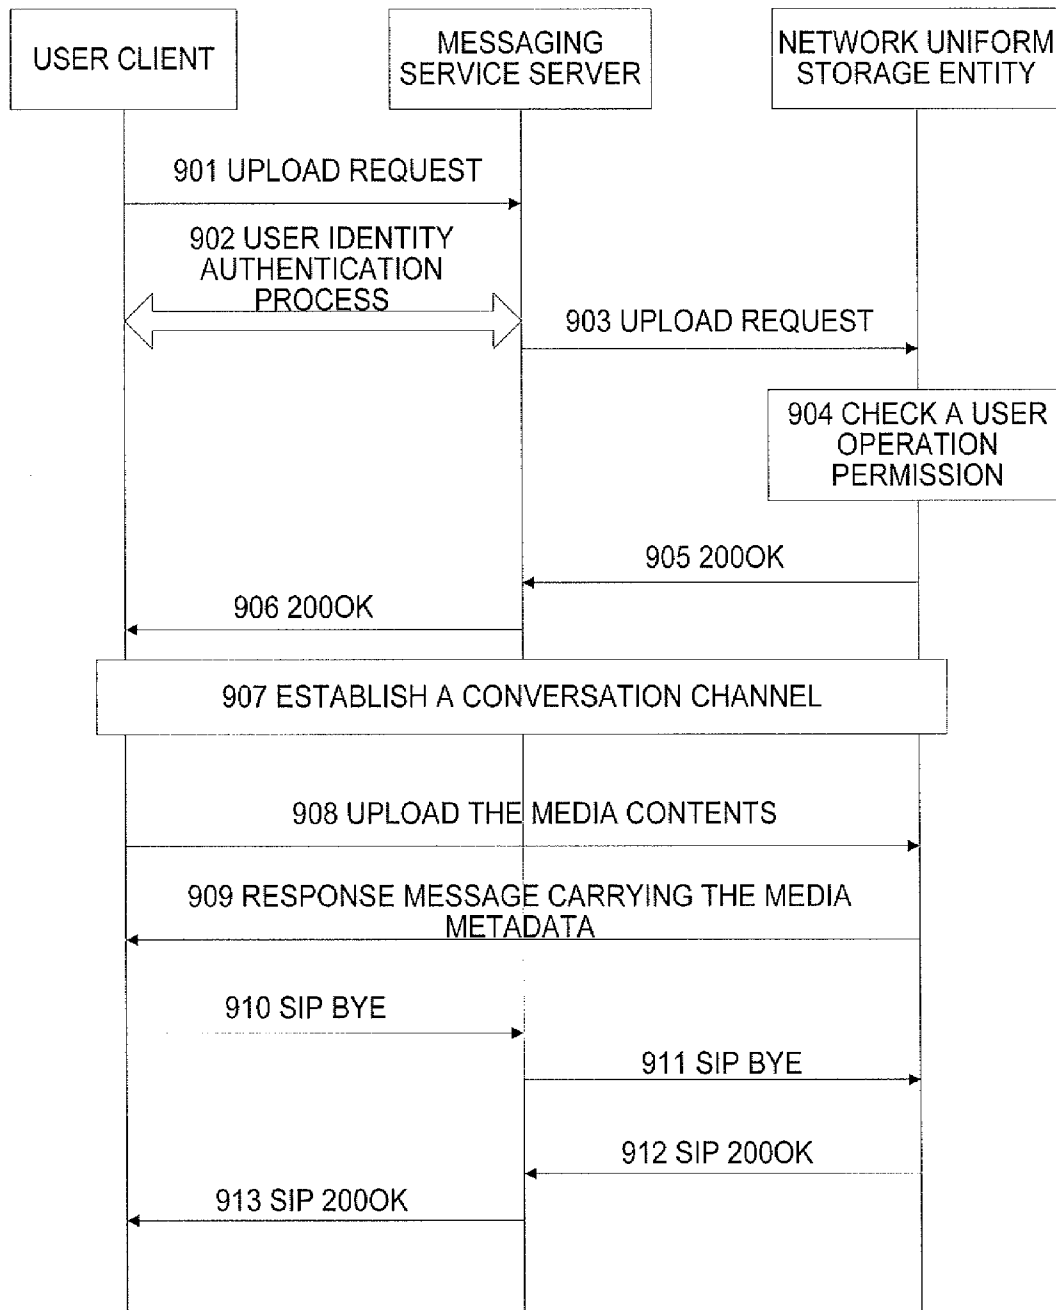 USER CLIENT
MESSAGING
SERVICE SERVER
NETWORK UNIFORM
STORAGE ENTITY
901 UPLOAD REQUEST
902 USER IDENTITY
AUTHENTICATION
PROCESS
903 UPLOAD REQUEST
904 CHECK A USER
OPERATION
PERMISSION
905 200OK
906 200OK
907 ESTABLISH A CONVERSATION CHANNEL
908 UPLOAD THE MEDIA CONTENTS
909 RESPONSE MESSAGE CARRYING THE MEDIA
METADATA
910 SIP BYE
911 SIP BYE
912 SIP 200OK
913 SIP 200OK